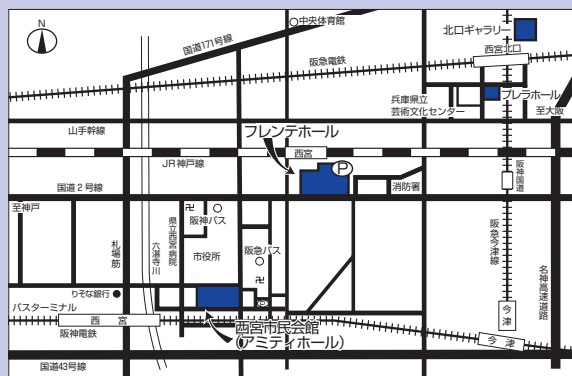 N
中央体育館
北口ギャラリー
国道171号線
西宮北口
阪急電鉄
プレラホール
兵庫県立
芸術文化センター
至大阪
山手幹線
フレンテホール
西宮
JR神戸線
P
阪神国道
国道2号線
消防署
至神戸
卍
阪神バス
札場筋
六湛寺川
県立西宮病院
市役所
阪急バス
卍
阪急今津線
名神高速道路
りそな銀行
バスターミナル
P
今津
西宮
阪神電鉄
西宮市民会館
(アミティホール)
今津
国道43号線